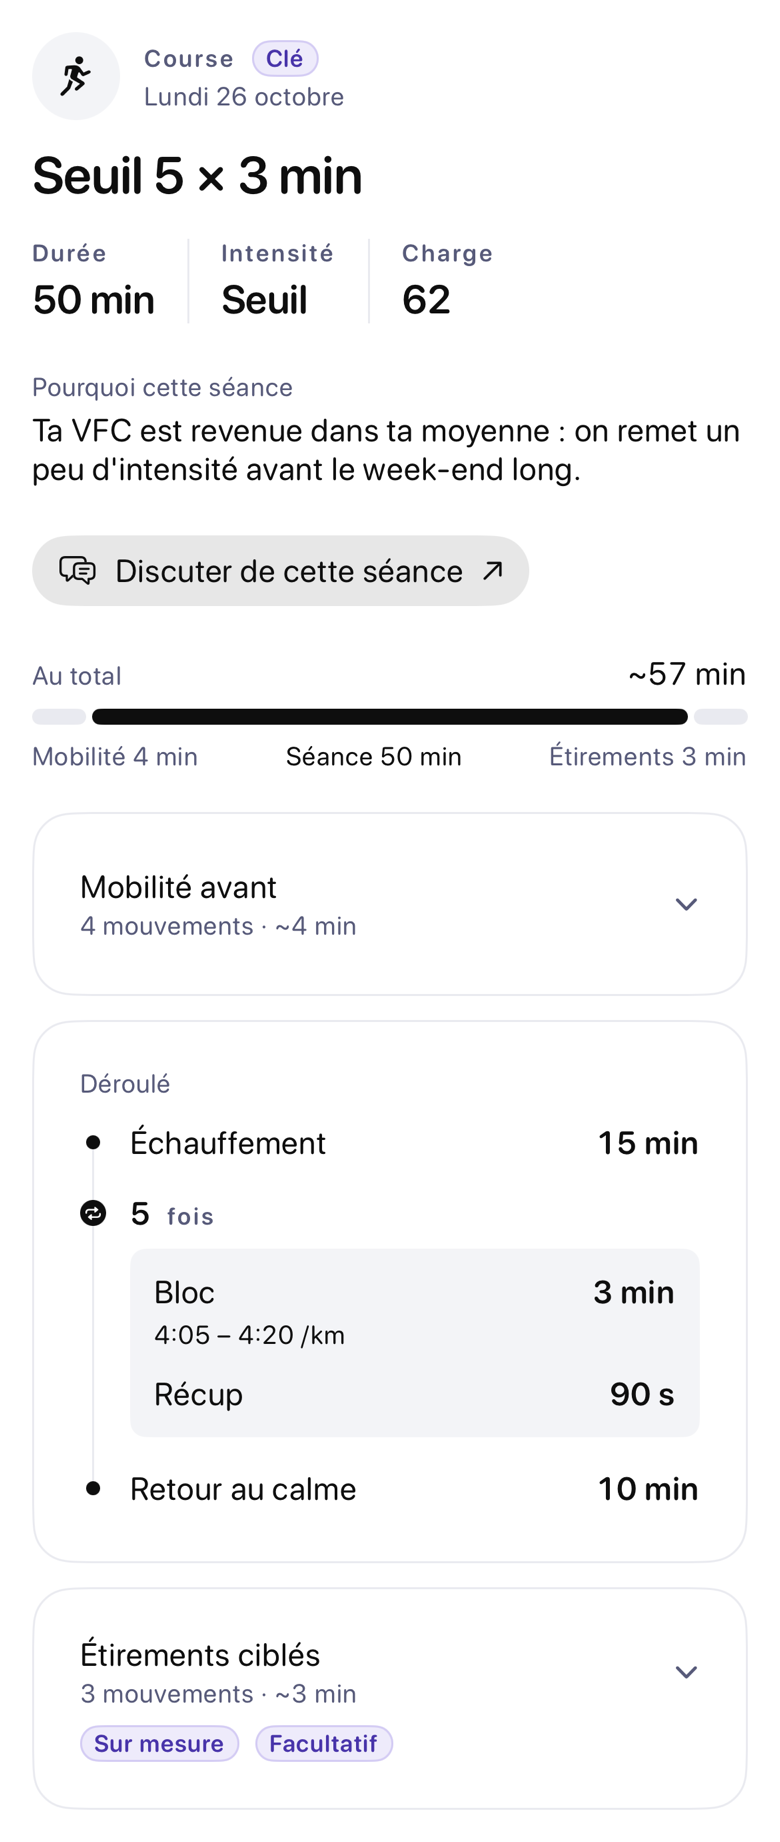 Course Clé
Lundi 26 octobre
Seuil 5 × 3 min
Durée Intensité Charge
50 min Seuil 62
Pourquoi cette séance
Ta VFC est revenue dans ta moyenne : on remet un
peu d'intensité avant le week-end long.
Discuter de cette séance
Au total ~57 min
Mobilité 4 min Séance 50 min Étirements 3 min
Mobilité avant
4 mouvements · ~4 min
Déroulé
Échauffement 15 min
5 fois
Bloc 3 min
4:05 – 4:20 /km
Récup 90 s
Retour au calme 10 min
Étirements ciblés
3 mouvements · ~3 min
Sur mesure Facultatif